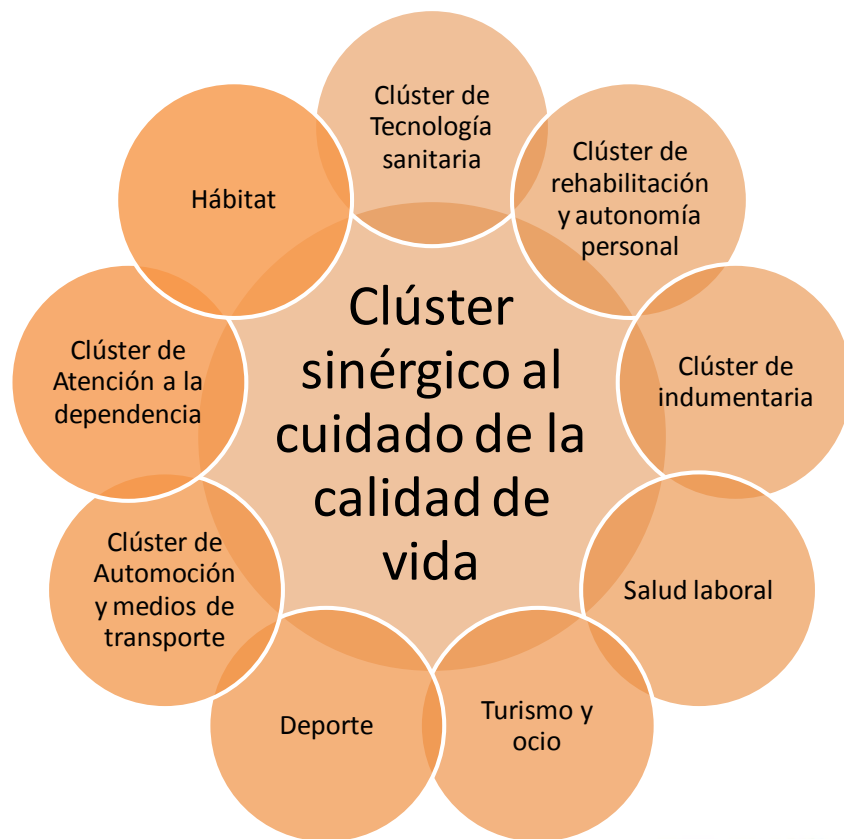 Clúster de
Tecnología
sanitaria
Clúster de
rehabilitación
y autonomía
personal
Clúster de
indumentaria
Salud laboral
Turismo y
ocio
Deporte
Clúster de
Automoción
y medios de
transporte
Clúster de
Atención a la
dependencia
Hábitat
Clúster
sinérgico al
cuidado de la
calidad de
vida